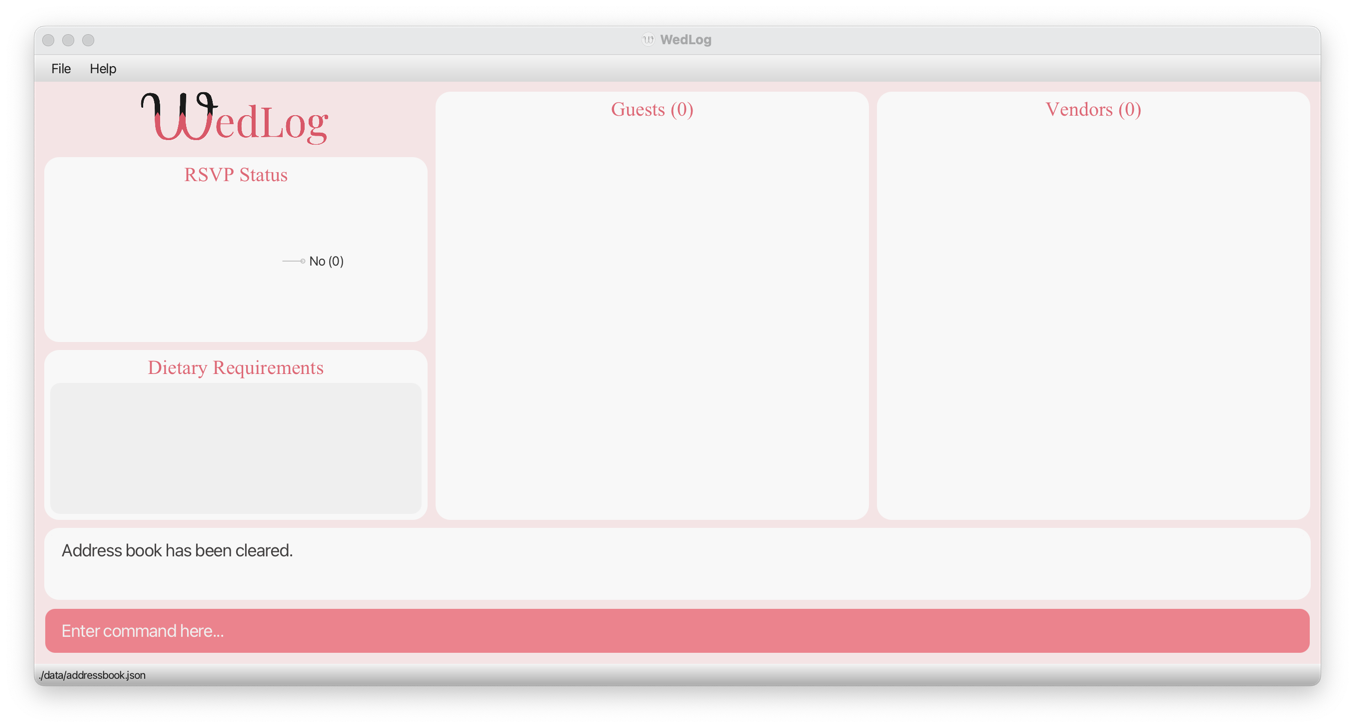 WedLog
File Help
WedLog
RSVP Status
No (0)
Dietary Requirements
Guests (0)
Vendors (0)
Address book has been cleared.
Enter command here...
./data/addressbook.json